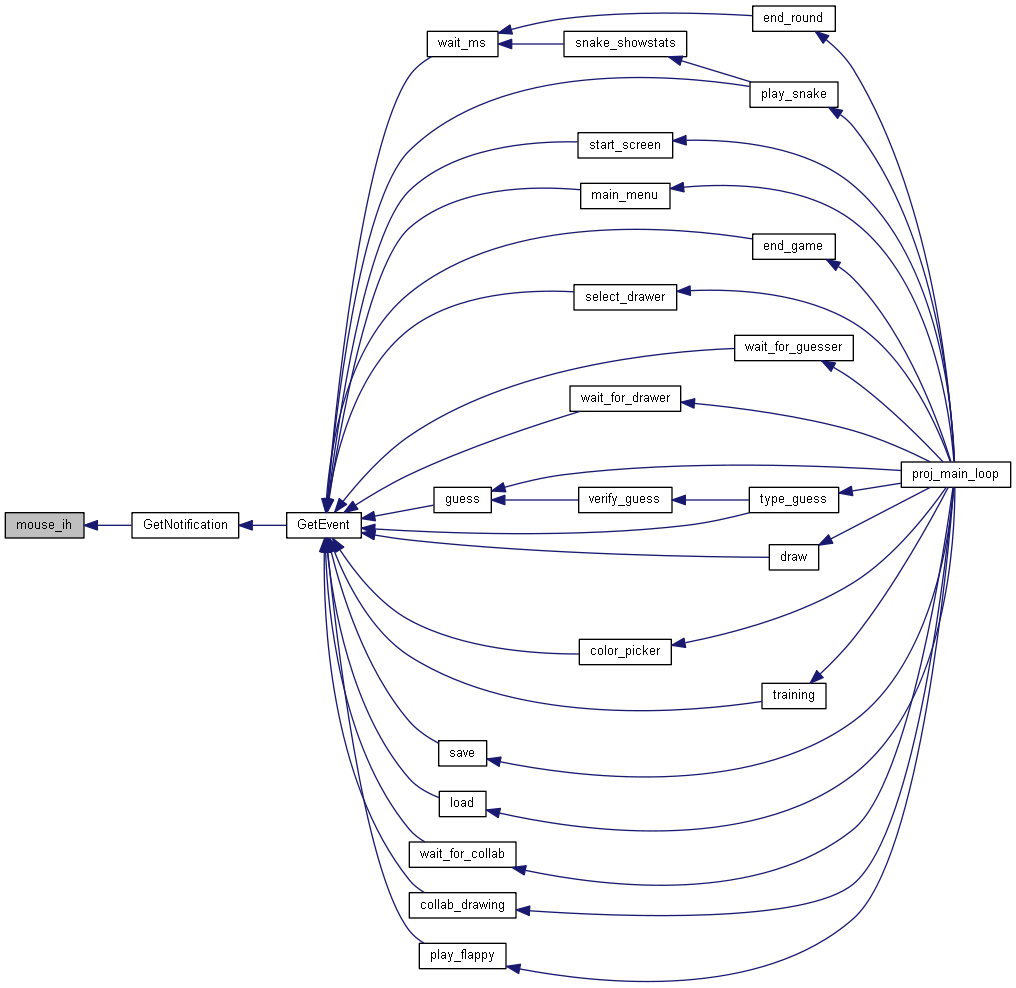 end_round
wait_ms
snake_showstats
play_snake
start_screen
main_menu
end_game
select_drawer
wait_for_guesser
wait_for_drawer
proj_main_loop
guess
verify_guess
type_guess
mouse_ih
GetNotification
GetEvent
draw
color_picker
training
save
load
wait_for_collab
collab_drawing
play_flappy